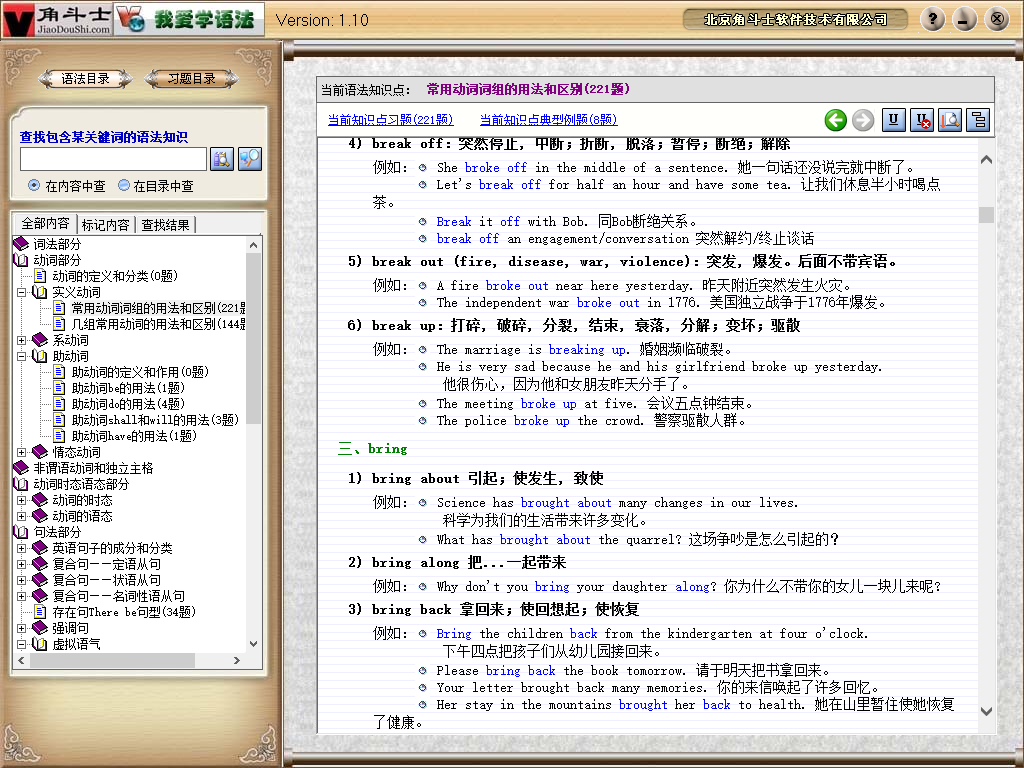 角斗士
JiaoDouShi.com
我爱学语法
Version: 1.10
北京角斗士软件技术有限公司
语法目录
习题目录
查找包含某关键词的语法知识
在内容中查
在目录中查
全部内容
标记内容
查找结果
词法部分
动词部分
动词的定义和分类(0题)
实义动词
常用动词词组的用法和区别(221题
几组常用动词的用法和区别(144题
系动词
助动词
助动词的定义和作用(0题)
助动词be的用法(1题)
助动词do的用法(4题)
助动词shall和will的用法(3题)
助动词have的用法(1题)
情态动词
非谓语动词和独立主格
动词时态语态部分
动词的时态
动词的语态
句法部分
英语句子的成分和分类
复合句——定语从句
复合句——状语从句
复合句——名词性语从句
存在句There be句型(34题)
强调句
虚拟语气
当前语法知识点： 常用动词词组的用法和区别(221题)
当前知识点习题(221题)
当前知识点典型例题(8题)
4) break off: 突然停止，中断；折断，脱落；暂停；断绝；解除
例如： She broke off in the middle of a sentence. 她一句话还没说完就中断了。
Let's break off for half an hour and have some tea. 让我们休息半小时喝点
茶。
Break it off with Bob. 同Bob断绝关系。
break off an engagement/conversation 突然解约/终止谈话
5) break out (fire, disease, war, violence): 突发，爆发。后面不带宾语。
例如： A fire broke out near here yesterday. 昨天附近突然发生火灾。
The independent war broke out in 1776. 美国独立战争于1776年爆发。
6) break up: 打碎，破碎，分裂，结束，衰落，分解；变坏；驱散
例如： The marriage is breaking up. 婚姻濒临破裂。
He is very sad because he and his girlfriend broke up yesterday.
他很伤心，因为他和女朋友昨天分手了。
The meeting broke up at five. 会议五点钟结束。
The police broke up the crowd. 警察驱散人群。
三、bring
1) bring about 引起；使发生，致使
例如： Science has brought about many changes in our lives.
科学为我们的生活带来许多变化。
What has brought about the quarrel? 这场争吵是怎么引起的?
2) bring along 把...一起带来
例如： Why don't you bring your daughter along? 你为什么不带你的女儿一块儿来呢?
3) bring back 拿回来；使回想起；使恢复
例如： Bring the children back from the kindergarten at four o'clock.
下午四点把孩子们从幼儿园接回来。
Please bring back the book tomorrow. 请于明天把书拿回来。
Your letter brought back many memories. 你的来信唤起了许多回忆。
Her stay in the mountains brought her back to health. 她在山里暂住使她恢复
了健康。